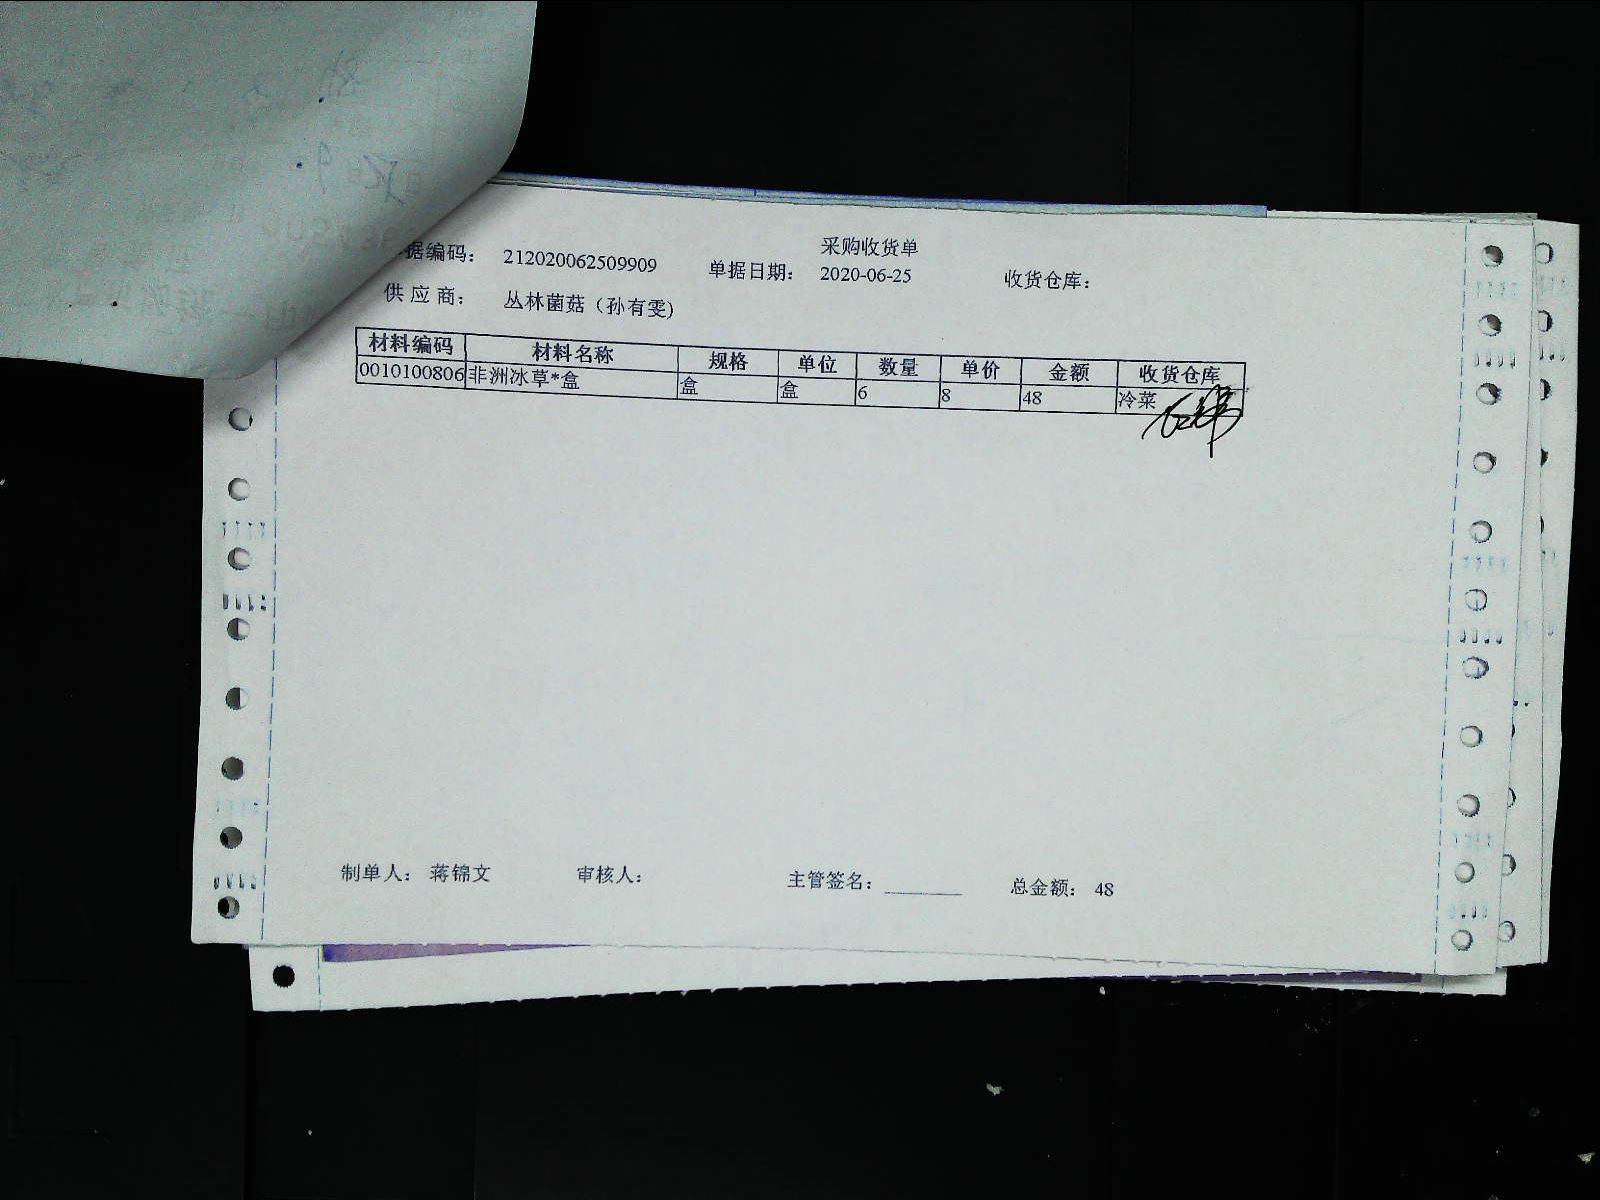 采购收货单
据编码： 212020062509909 单据日期： 2020-06-25 收货仓库：
供 应 商： 丛林菌菇（孙有雯）
材料编码 材料名称 规格 单位 数量 单价 金额 收货仓库
0010100806 非洲冰草*盒 盒 盒 6 8 48 冷菜
制单人： 蒋锦文 审核人： 主管签名： ________ 总金额： 48